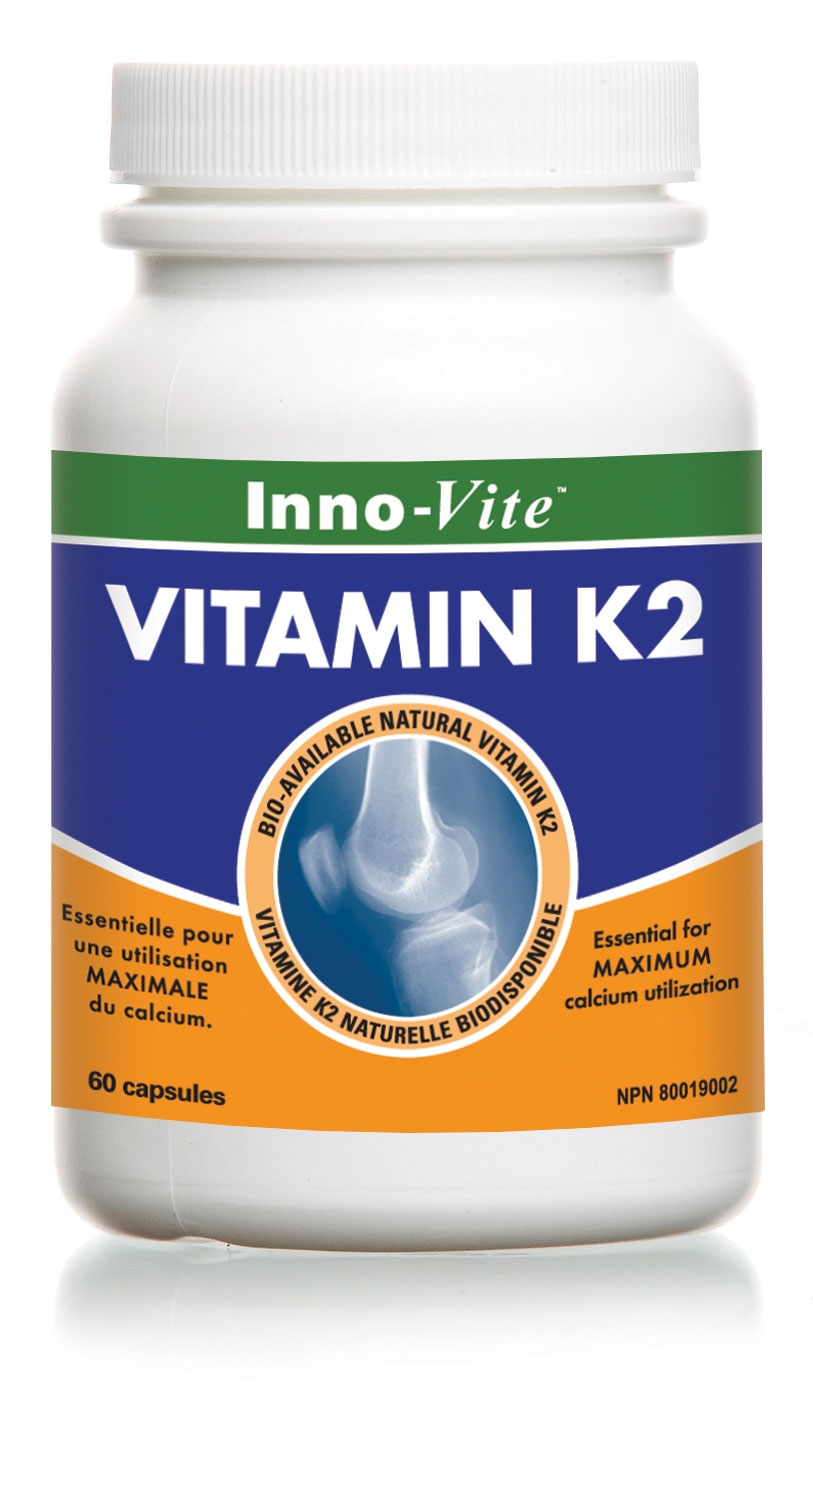 Inno-Vite™
VITAMIN K2
BIO-AVAILABLE NATURAL VITAMIN K2
VITAMINE K2 NATURELLE BIODISPONIBLE
Essentielle pour
une utilisation
MAXIMALE
du calcium.
Essential for
MAXIMUM
calcium utilization
60 capsules
NPN 80019002